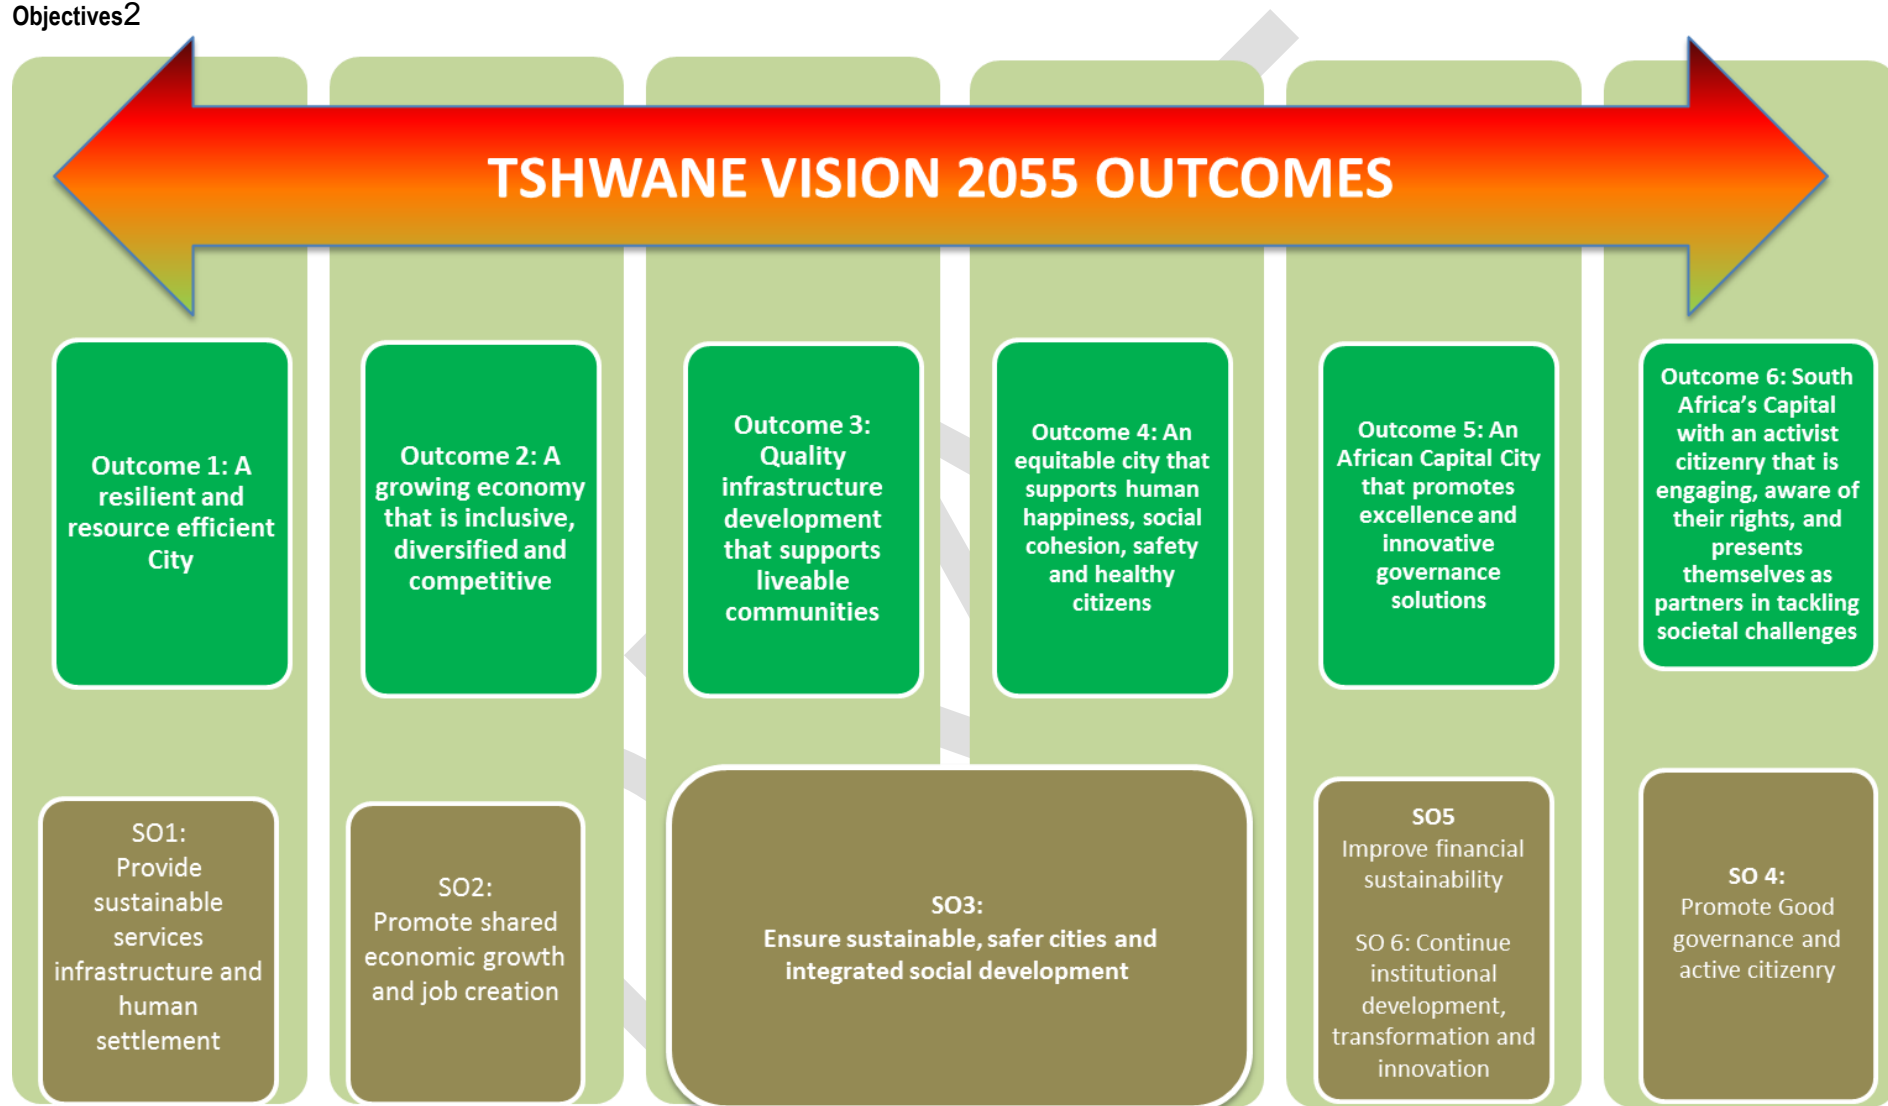 Objectives2
TSHWANE VISION 2055 OUTCOMES
Outcome 1: A
resilient and
resource efficient
City
Outcome 2: A
growing economy
that is inclusive,
diversified and
competitive
Outcome 3:
Quality
infrastructure
development
that supports
liveable
communities
Outcome 4: An
equitable city that
supports human
happiness, social
cohesion, safety
and healthy
citizens
Outcome 5: An
African Capital City
that promotes
excellence and
innovative
governance
solutions
Outcome 6: South
Africa's Capital
with an activist
citizenry that is
engaging, aware of
their rights, and
presents
themselves as
partners in tackling
societal challenges
SO1:
Provide
sustainable
services
infrastructure and
human
settlement
SO2:
Promote shared
economic growth
and job creation
SO3:
Ensure sustainable, safer cities and
integrated social development
SO5
Improve financial
sustainability
SO 6: Continue
institutional
development,
transformation and
innovation
SO 4:
Promote Good
governance and
active citizenry